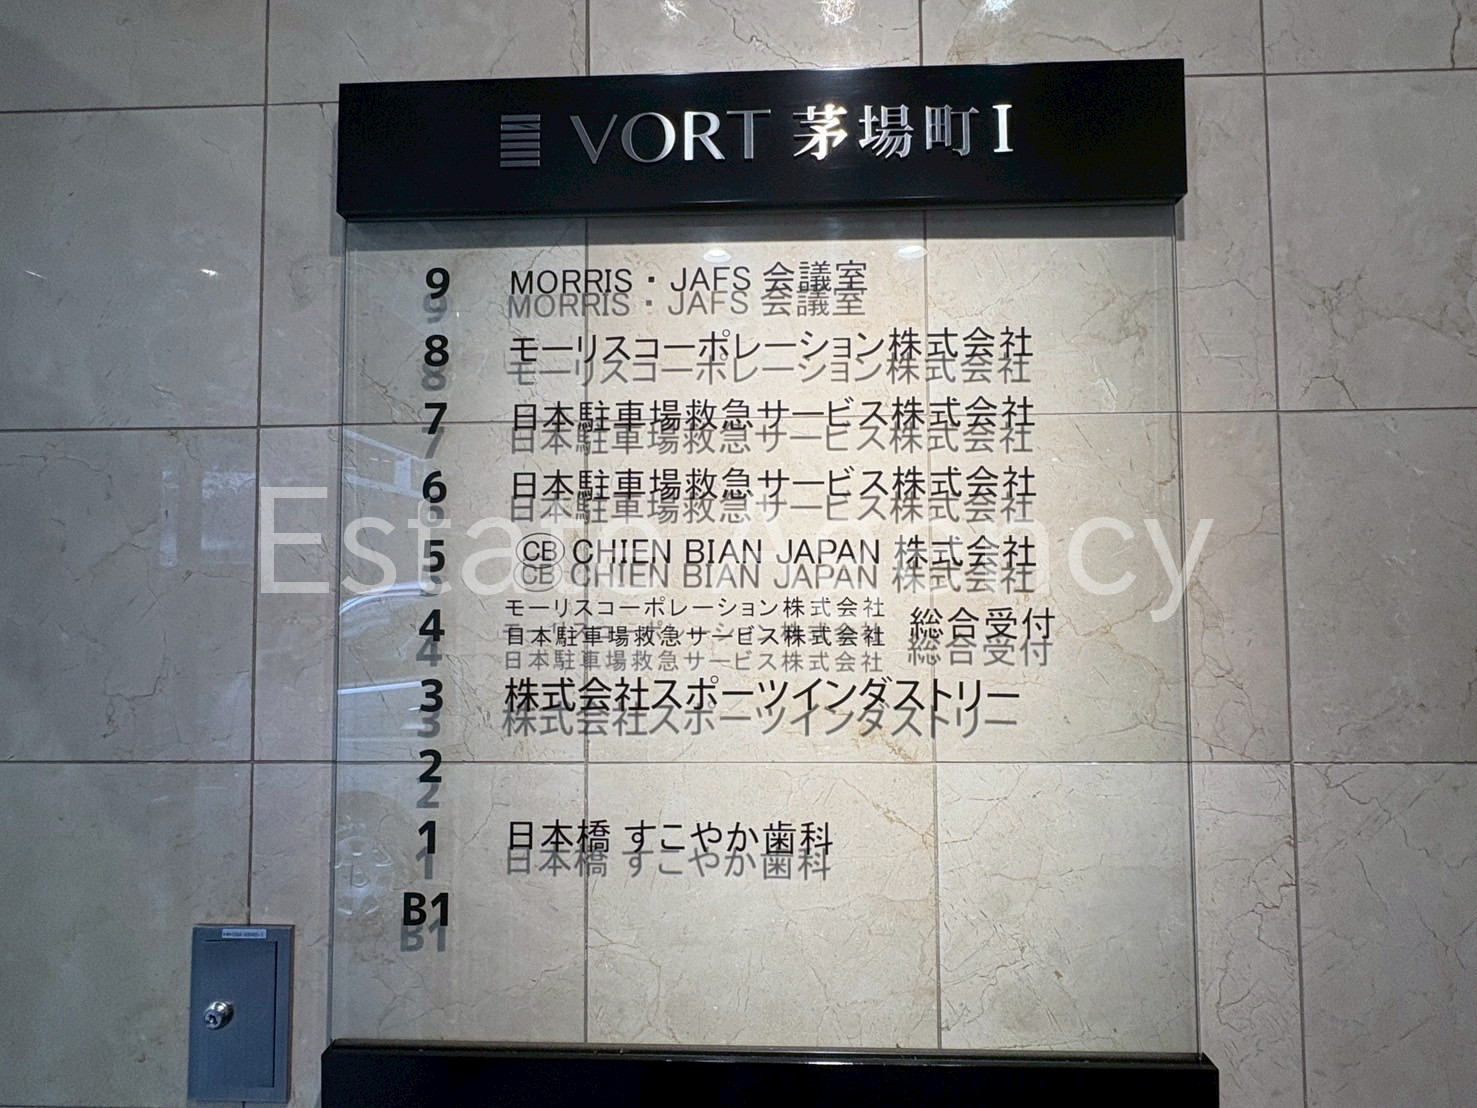 VORT 茅場町 I
9 MORRIS・JAFS 会議室
8 モーリスコーポレーション株式会社
7 日本駐車場救急サービス株式会社
6 日本駐車場救急サービス株式会社
5 CB CHIEN BIAN JAPAN 株式会社
4 モーリスコーポレーション株式会社
日本駐車場救急サービス株式会社 総合受付
3 株式会社スポーツインダストリー
2
1 日本橋 すこやか歯科
B1
Estate Agency